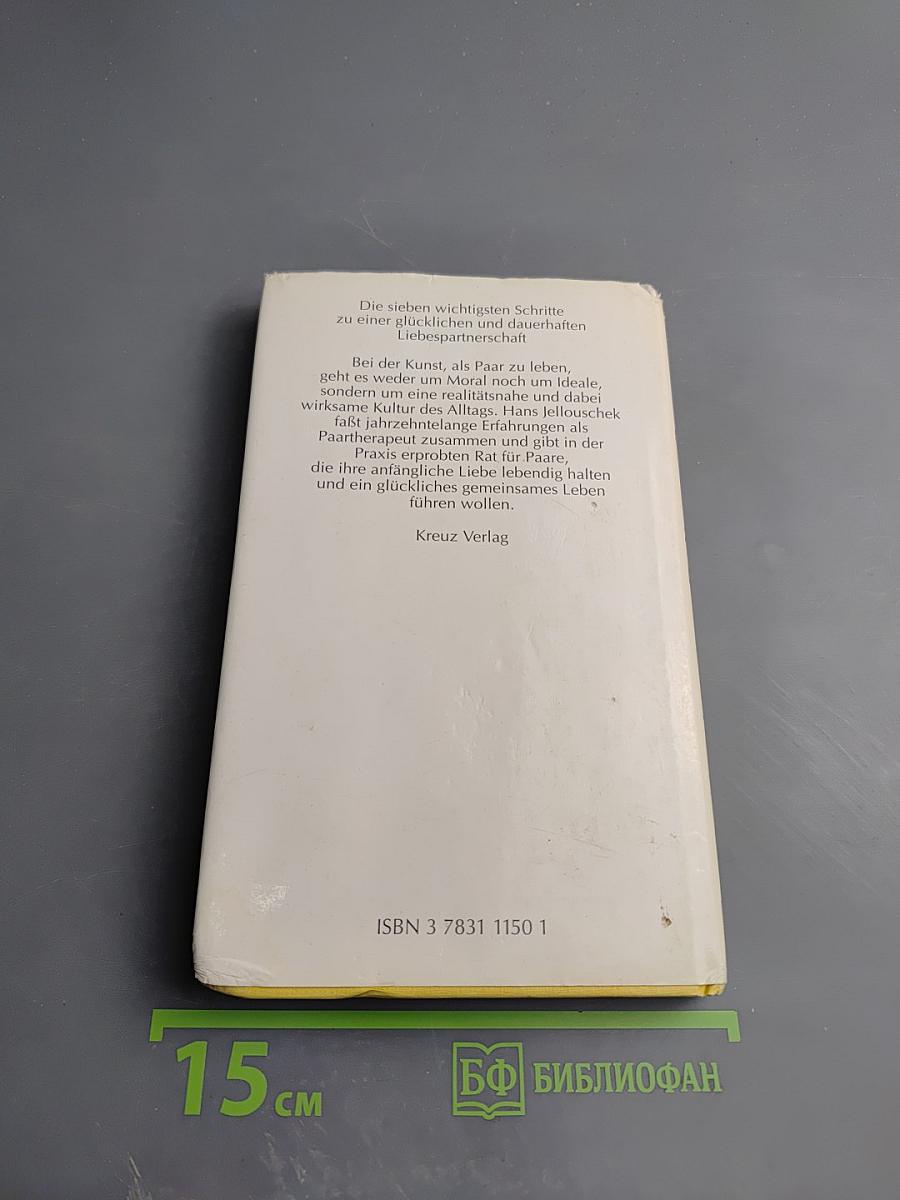 Die sieben wichtigsten Schritte
zu einer glücklichen und dauerhaften
Liebespartnerschaft
Bei der Kunst, als Paar zu leben,
geht es weder um Moral noch um Ideale,
sondern um eine realitätsnahe und dabei
wirksame Kultur des Alltags. Hans Jellouschek
faßt jahrzehntelange Erfahrungen als
Paartherapeut zusammen und gibt in der
Praxis erprobten Rat für Paare,
die ihre anfängliche Liebe lebendig halten
und ein glückliches gemeinsames Leben
führen wollen.
Kreuz Verlag
ISBN 3 7831 1150 1
15 см
БФ БИБЛИОФАН